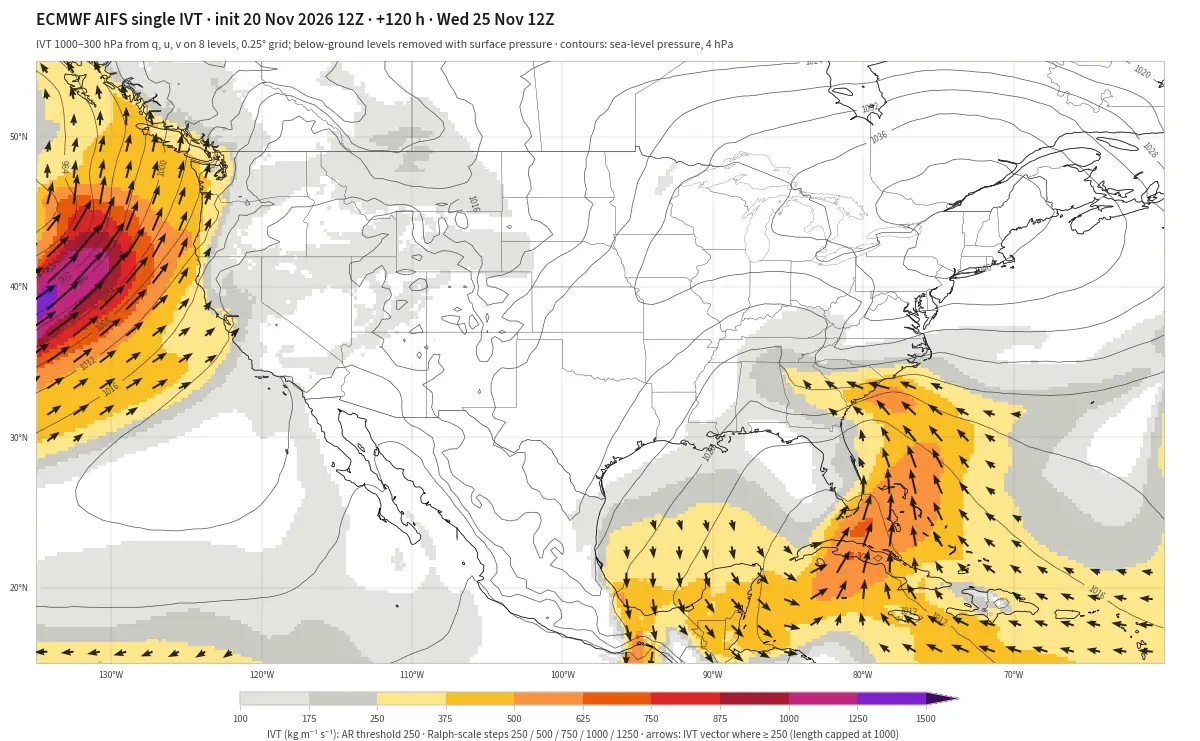 ECMWF AIFS single IVT · init 20 Nov 2026 12Z · +120 h · Wed 25 Nov 12Z
IVT 1000–300 hPa from q, u, v on 8 levels, 0.25° grid; below-ground levels removed with surface pressure · contours: sea-level pressure, 4 hPa
1020
1036
1028
50°N
1000
1016
40°N
1012
1016
30°N
20°N
1016
1012
1012
130°W 120°W 110°W 100°W 90°W 80°W 70°W
100 175 250 375 500 625 750 875 1000 1250 1500
IVT (kg m⁻¹ s⁻¹): AR threshold 250 · Ralph-scale steps 250 / 500 / 750 / 1000 / 1250 · arrows: IVT vector where ≥ 250 (length capped at 1000)